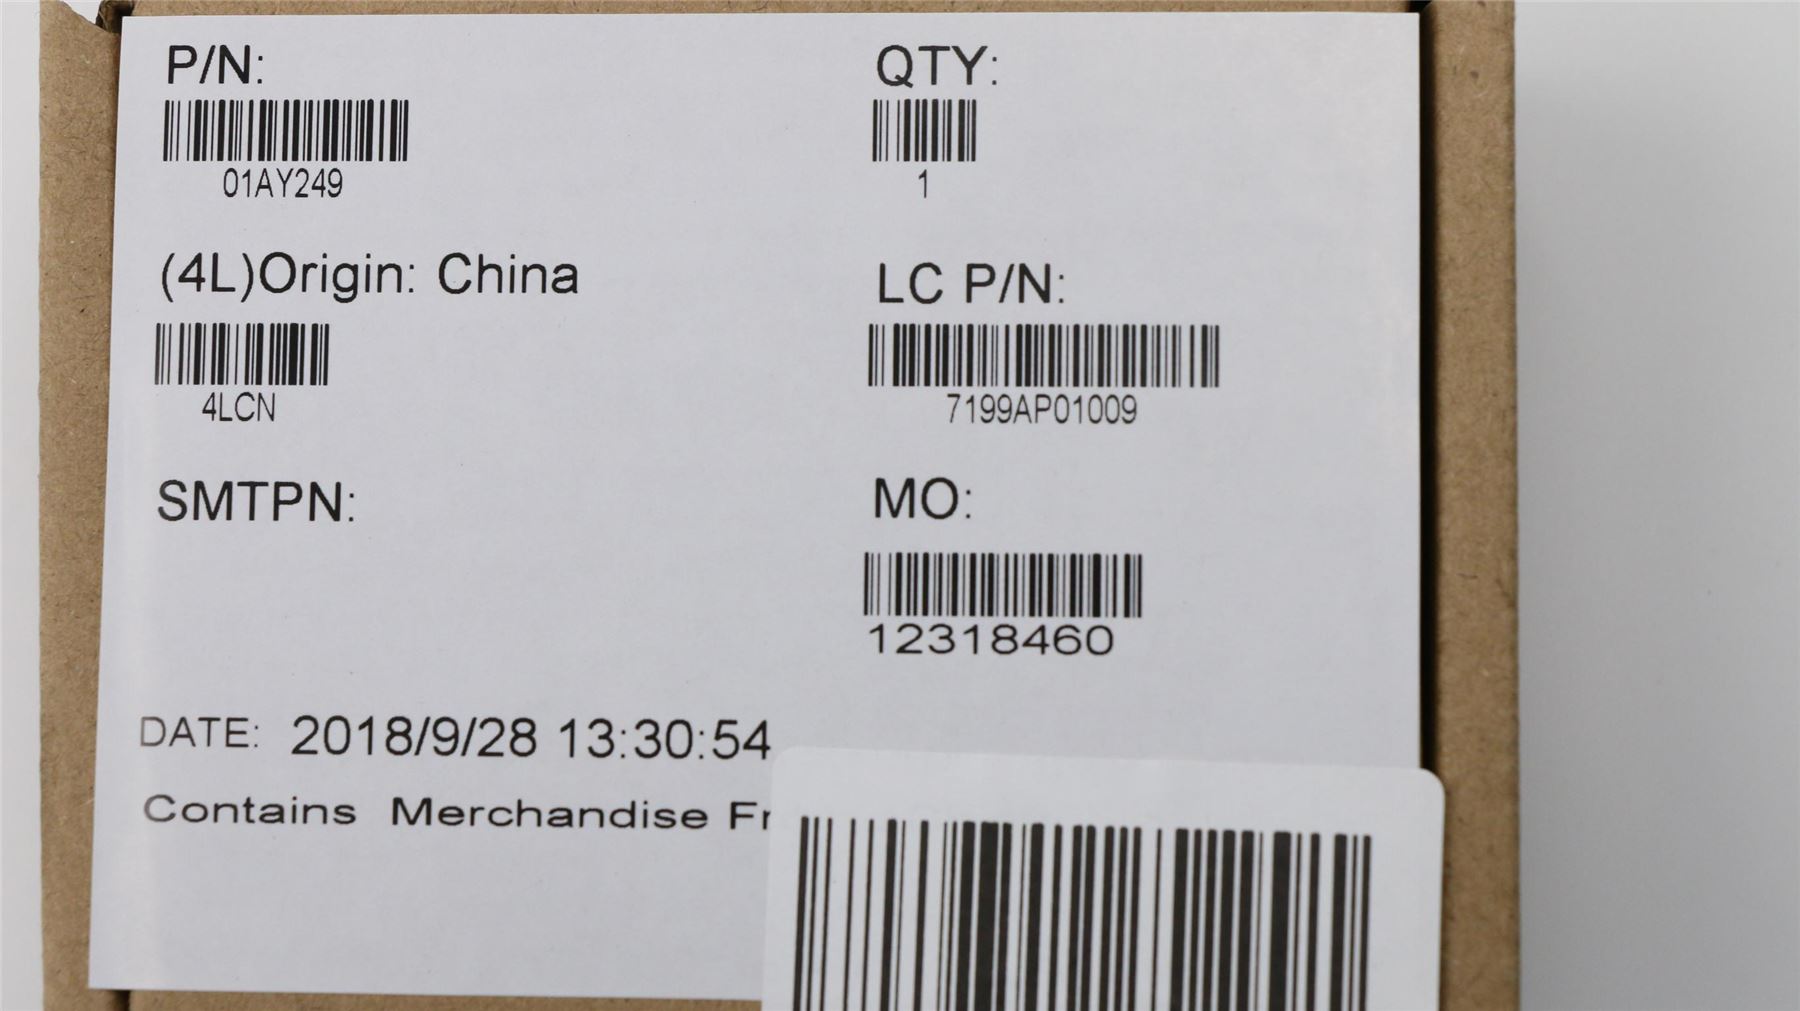 P/N:
01AY249
QTY:
1
(4L)Origin: China
4LCN
LC P/N:
7199AP01009
SMTPN:
MO:
12318460
DATE: 2018/9/28 13:30:54
Contains Merchandise